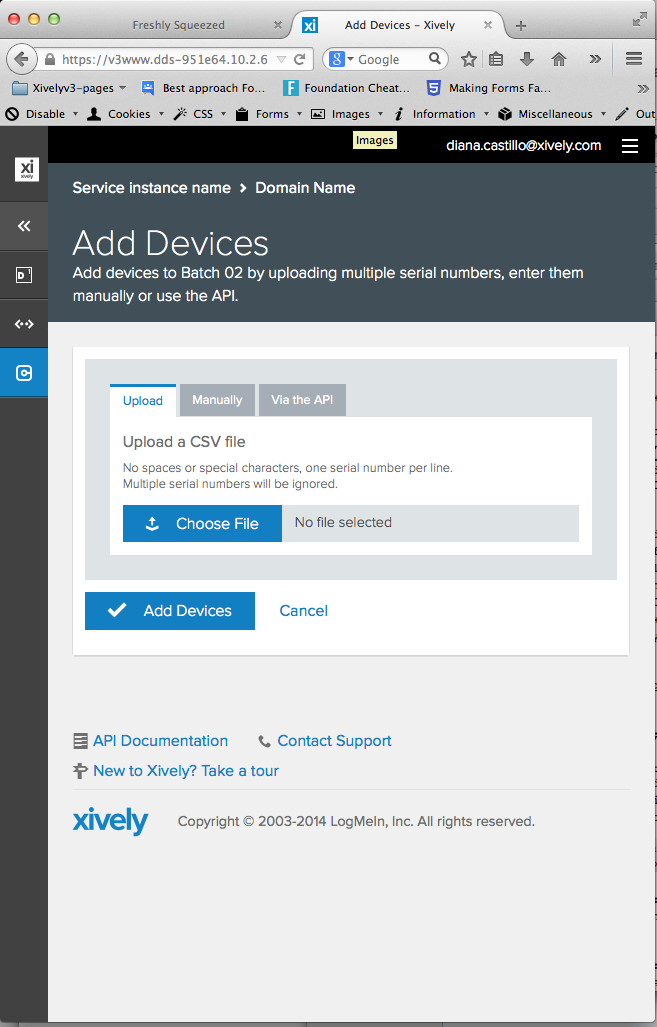 Freshly Squeezed
xi Add Devices – Xively
https://v3www.dds-951e64.10.2.6
Google
Xivelyv3-pages
Best approach Fo...
Foundation Cheat...
Making Forms Fa...
Disable
Cookies
CSS
Forms
Images
Information
Miscellaneous
Out
Images
diana.castillo@xively.com
xi
xively
Service instance name > Domain Name
Add Devices
Add devices to Batch 02 by uploading multiple serial numbers, enter them
manually or use the API.
Upload
Manually
Via the API
Upload a CSV file
No spaces or special characters, one serial number per line.
Multiple serial numbers will be ignored.
Choose File
No file selected
Add Devices
Cancel
API Documentation
Contact Support
New to Xively? Take a tour
xively
Copyright © 2003-2014 LogMeIn, Inc. All rights reserved.